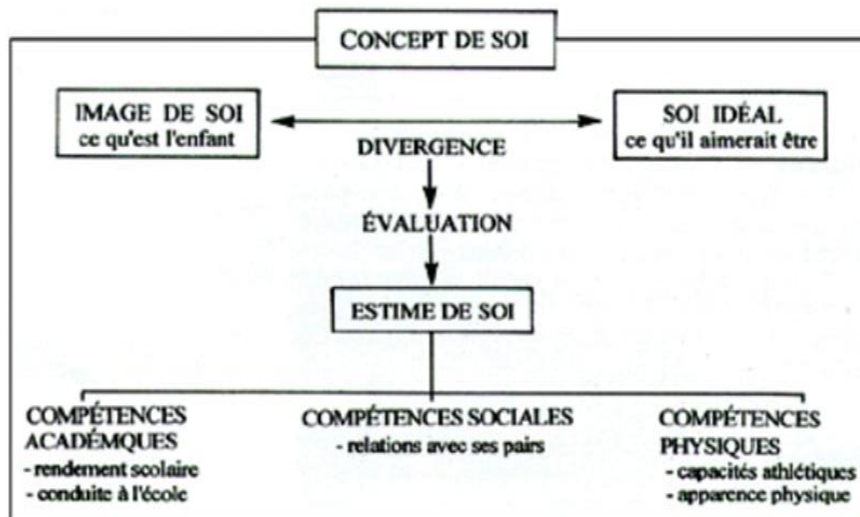 CONCEPT DE SOI
IMAGE DE SOI
ce qu'est l'enfant
SOI IDÉAL
ce qu'il aimerait être
DIVERGENCE
ÉVALUATION
ESTIME DE SOI
COMPÉTENCES
ACADÉMQUES
- rendement scolaire
- conduite à l'école
COMPÉTENCES SOCIALES
- relations avec ses pairs
COMPÉTENCES
PHYSIQUES
- capacités athlétiques
- apparence physique